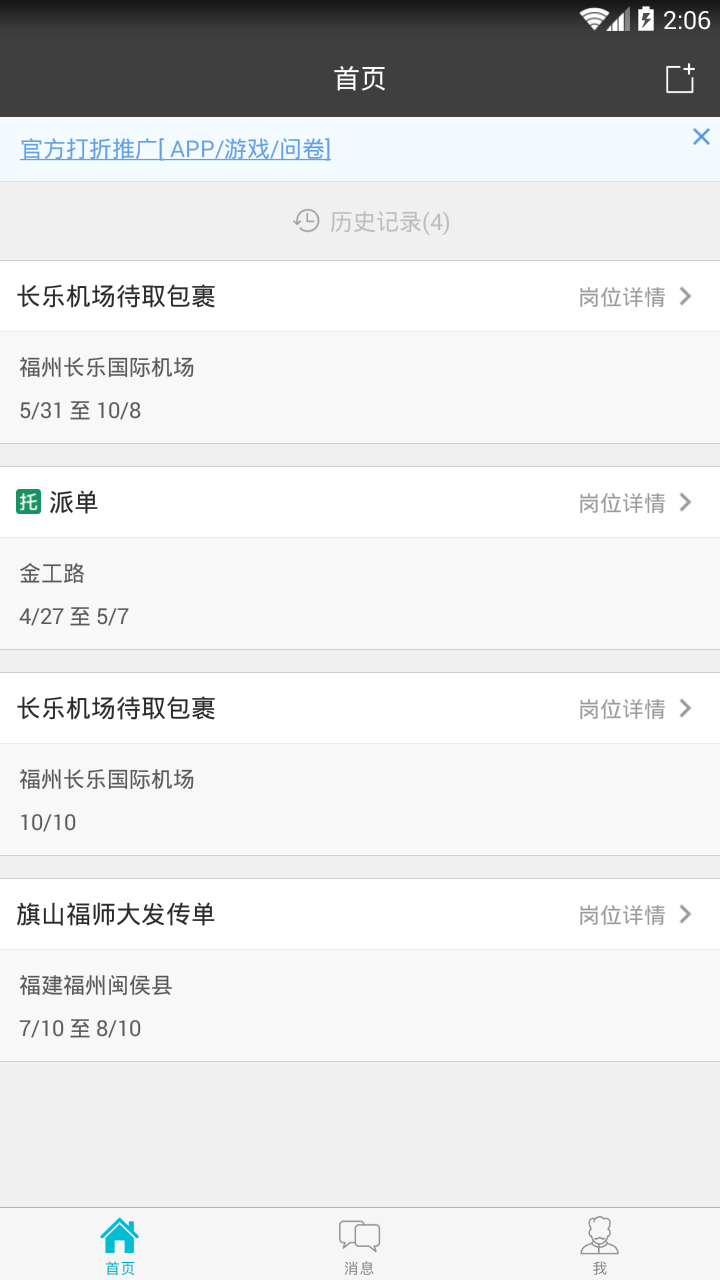 2:06
首页
官方打折推广[ APP/游戏/问卷]
历史记录(4)
长乐机场待取包裹 岗位详情
福州长乐国际机场
5/31 至 10/8
托 派单 岗位详情
金工路
4/27 至 5/7
长乐机场待取包裹 岗位详情
福州长乐国际机场
10/10
旗山福师大发传单 岗位详情
福建福州闽侯县
7/10 至 8/10
首页 消息 我